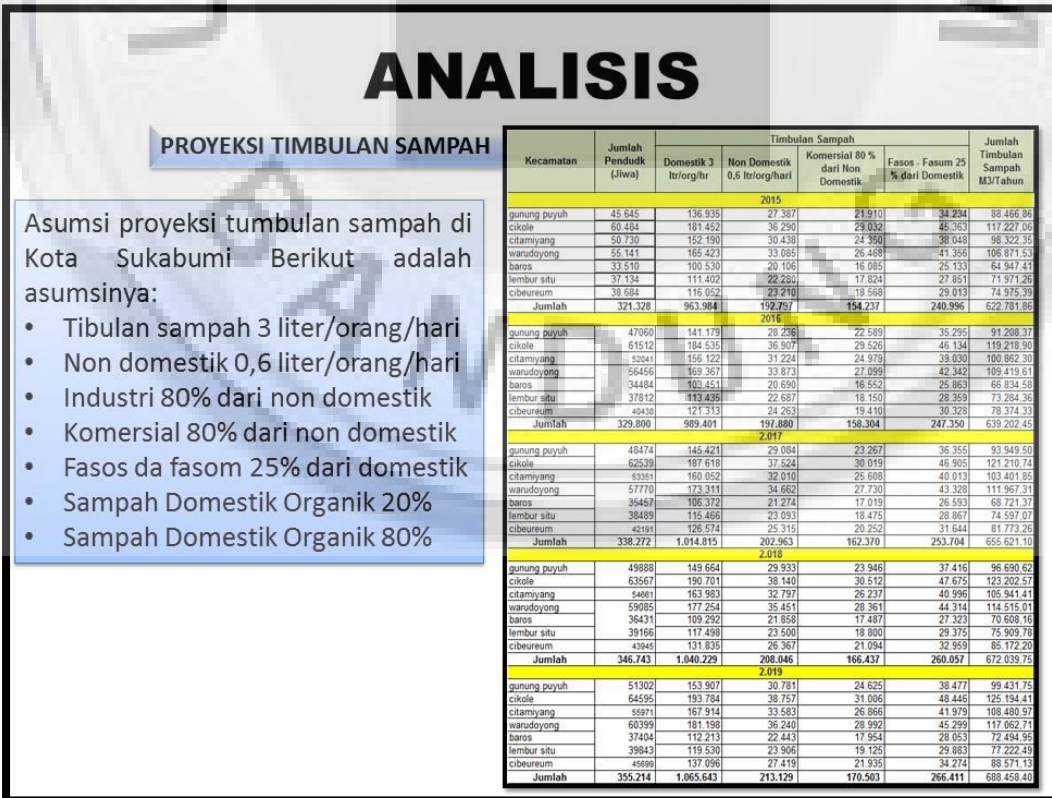 ANALISIS
PROYEKSI TIMBULAN SAMPAH
Asumsi proyeksi tumbulan sampah di
Kota Sukabumi Berikut adalah
asumsinya:
• Tibulan sampah 3 liter/orang/hari
• Non domestik 0,6 liter/orang/hari
• Industri 80% dari non domestik
• Komersial 80% dari non domestik
• Fasos da fasom 25% dari domestik
• Sampah Domestik Organik 20%
• Sampah Domestik Organik 80%
Kecamatan Jumlah Pendudk (Jiwa) Timbulan Sampah Jumlah Timbulan Sampah M3/Tahun
Domestik 3 ltr/org/hr Non Domestik 0,6 ltr/org/hari Komersial 80 % dari Non Domestik Fasos - Fasum 25 % dari Domestik
2015
gunung puyuh 45.645 136.935 27.387 21.910 34.234 88.466,86
cikole 60.484 181.452 36.290 29.032 45.363 117.227,06
citamiyang 50.730 152.190 30.438 24.350 38.048 98.322,35
warudoyong 55.141 165.423 33.085 26.468 41.356 106.871,53
baros 33.510 100.530 20.106 16.085 25.133 64.947,41
lembur situ 37.134 111.402 22.280 17.824 27.851 71.971,26
cibeureum 38.684 116.052 23.210 18.568 29.013 74.975,39
Jumlah 321.328 963.984 192.797 154.237 240.996 622.781,86
2016
gunung puyuh 47060 141.179 28.236 22.589 35.295 91.208,37
cikole 61512 184.535 36.907 29.526 46.134 119.218,90
citamiyang 52041 156.122 31.224 24.979 39.030 100.862,30
warudoyong 56456 169.367 33.873 27.099 42.342 109.419,61
baros 34484 103.451 20.690 16.552 25.863 66.834,58
lembur situ 37812 113.435 22.687 18.150 28.359 73.284,36
cibeureum 40438 121.313 24.263 19.410 30.328 78.374,33
Jumlah 329.800 989.401 197.880 158.304 247.350 639.202,45
2.017
gunung puyuh 48474 145.421 29.084 23.267 36.355 93.949,50
cikole 62539 187.618 37.524 30.019 46.905 121.210,74
citamiyang 53351 160.052 32.010 25.608 40.013 103.401,85
warudoyong 57770 173.311 34.662 27.730 43.328 111.967,31
baros 35457 106.372 21.274 17.019 26.593 68.721,37
lembur situ 38489 115.466 23.093 18.475 28.867 74.597,07
cibeureum 42191 126.574 25.315 20.252 31.644 81.773,26
Jumlah 338.272 1.014.815 202.963 162.370 253.704 655.621,10
2.018
gunung puyuh 49888 149.664 29.933 23.946 37.416 96.690,62
cikole 63567 190.701 38.140 30.512 47.675 123.202,57
citamiyang 54661 163.983 32.797 26.237 40.996 105.941,41
warudoyong 59085 177.254 35.451 28.361 44.314 114.515,01
baros 36431 109.292 21.858 17.487 27.323 70.608,16
lembur situ 39166 117.498 23.500 18.800 29.375 75.909,78
cibeureum 43945 131.835 26.367 21.094 32.959 85.172,20
Jumlah 346.743 1.040.229 208.046 166.437 260.057 672.039,75
2.019
gunung puyuh 51302 153.907 30.781 24.625 38.477 99.431,75
cikole 64595 193.784 38.757 31.006 48.446 125.194,41
citamiyang 55971 167.914 33.583 26.866 41.979 108.480,97
warudoyong 60399 181.198 36.240 28.992 45.299 117.062,71
baros 37404 112.213 22.443 17.954 28.053 72.494,95
lembur situ 39843 119.530 23.906 19.125 29.883 77.222,49
cibeureum 45699 137.096 27.419 21.935 34.274 88.571,13
Jumlah 355.214 1.065.643 213.129 170.503 266.411 688.458,40